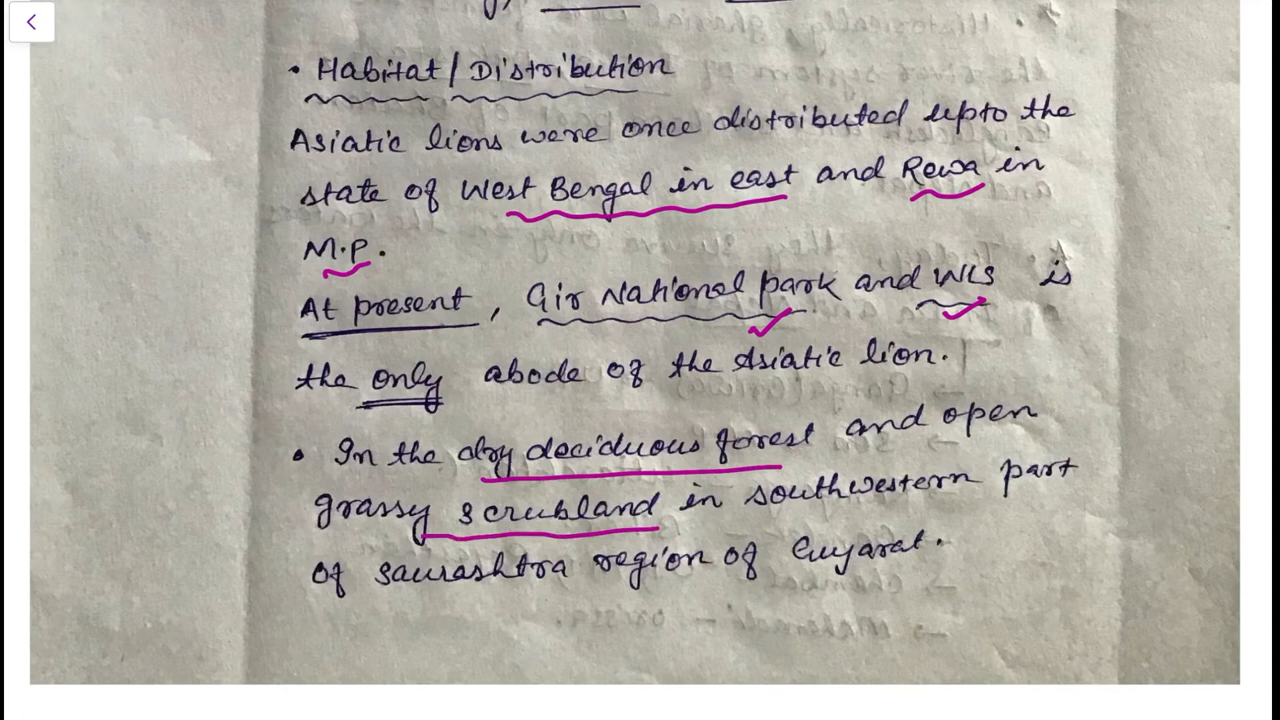 • Habitat / Distribution
Asiatic lions were once distributed upto the
state of West Bengal in east and Rewa in
M.P.
At present, Gir National park and WLS is
the only abode of the Asiatic lion.
• In the dry deciduous forest and open
grassy scrubland in southwestern part
of saurashtra region of Gujarat.